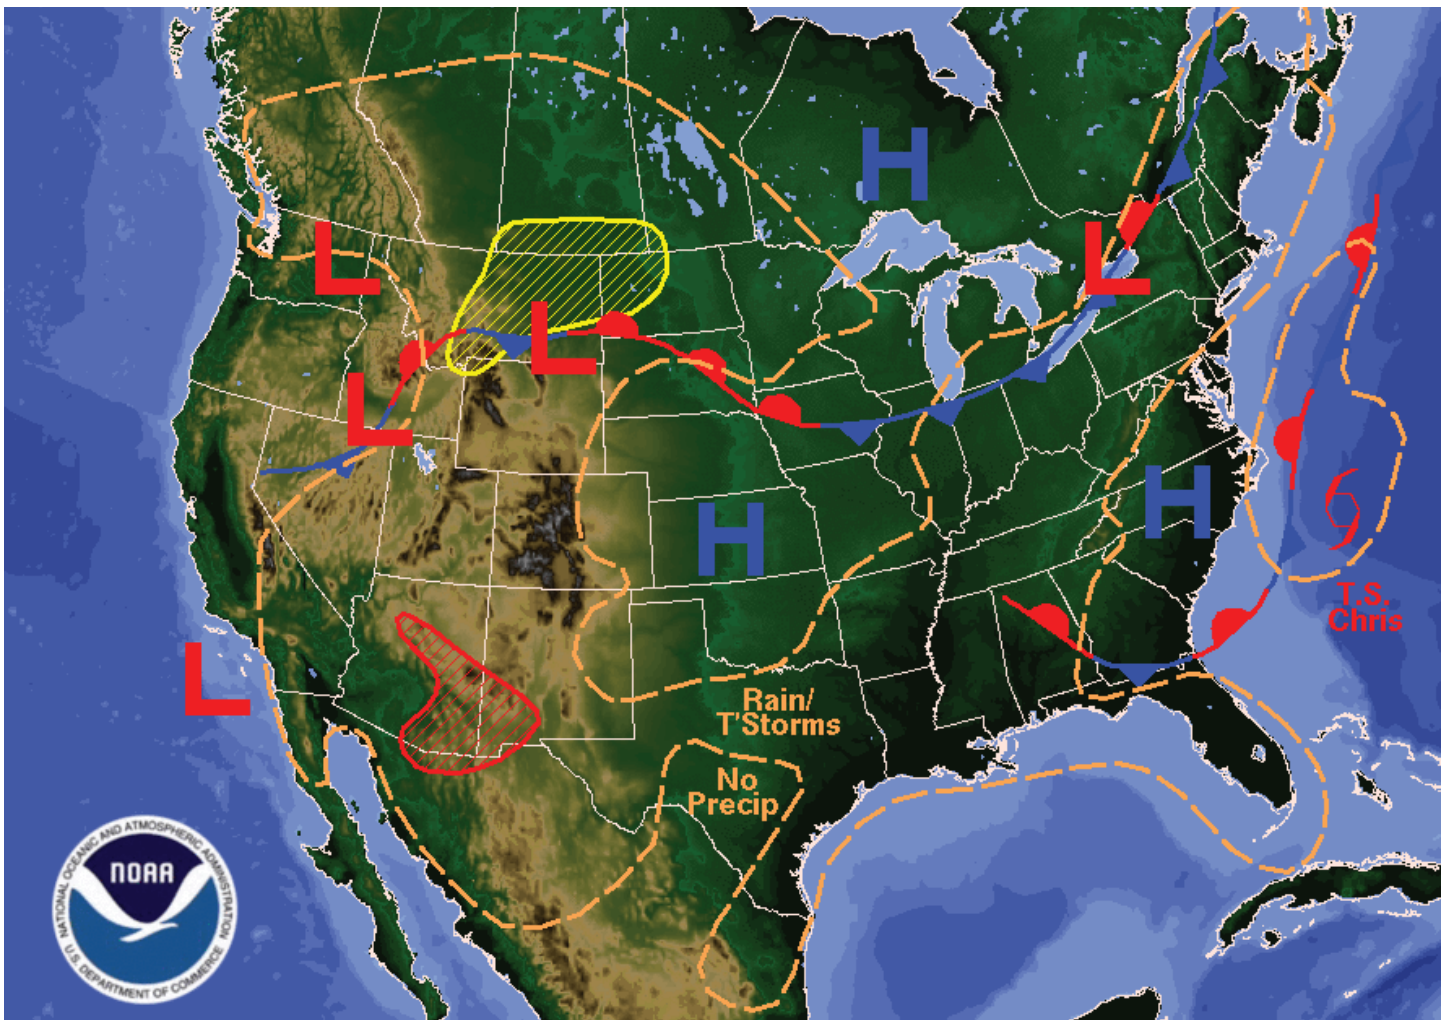 H
L
L
L
L
H
H
L
T.S.
Chris
Rain/
T'Storms
No
Precip
NATIONAL OCEANIC AND ATMOSPHERIC ADMINISTRATION
NOAA
U.S. DEPARTMENT OF COMMERCE